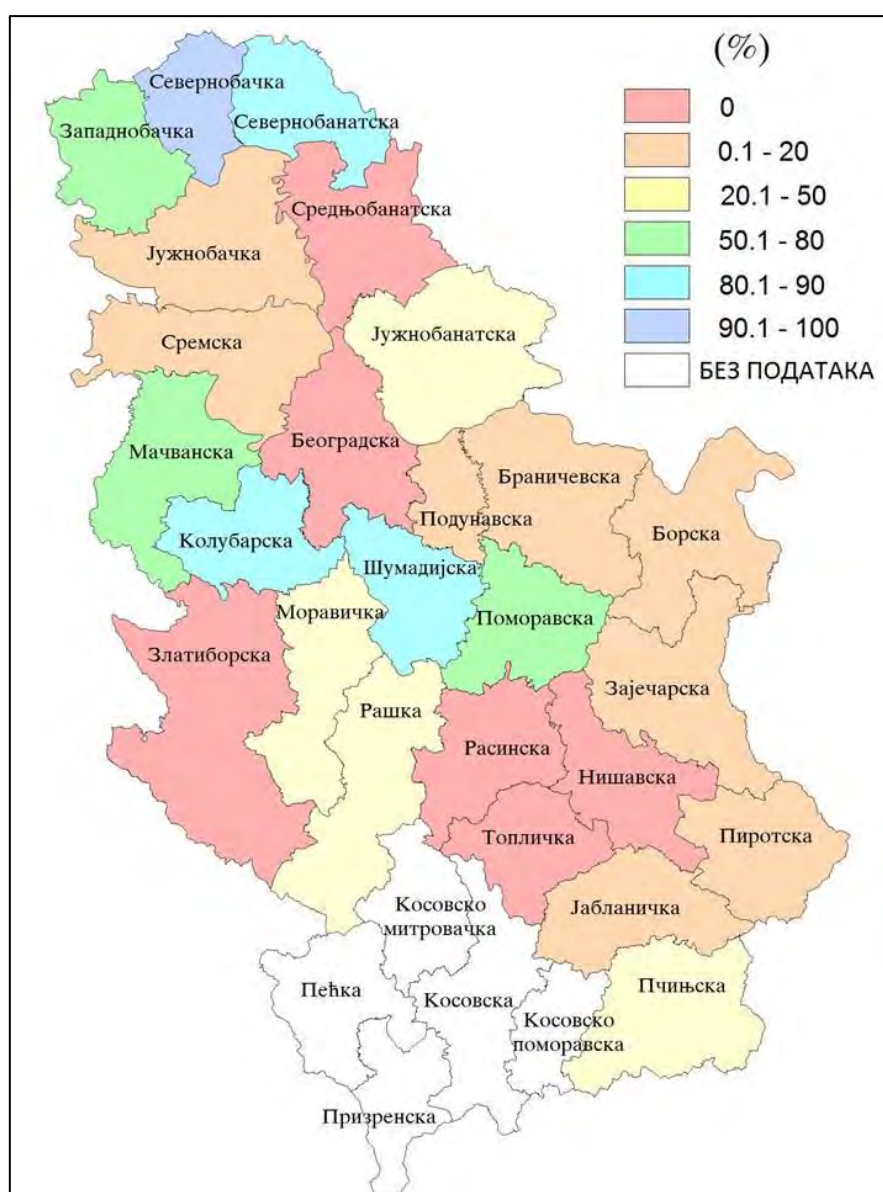 (%)
0
0.1 - 20
20.1 - 50
50.1 - 80
80.1 - 90
90.1 - 100
БЕЗ ПОДАТАКА
Севернобачка
Западнобачка
Севернобанатска
Средњобанатска
Јужнобачка
Јужнобанатска
Сремска
Београдска
Мачванска
Браничевска
Подунавска
Борска
Колубарска
Шумадијска
Моравичка
Поморавска
Златиборска
Зајечарска
Рашка
Расинска
Нишавска
Топличка
Пиротска
Јабланичка
Косовско
митровачка
Пећка
Косовска
Пчињска
Косовско
поморавска
Призренска